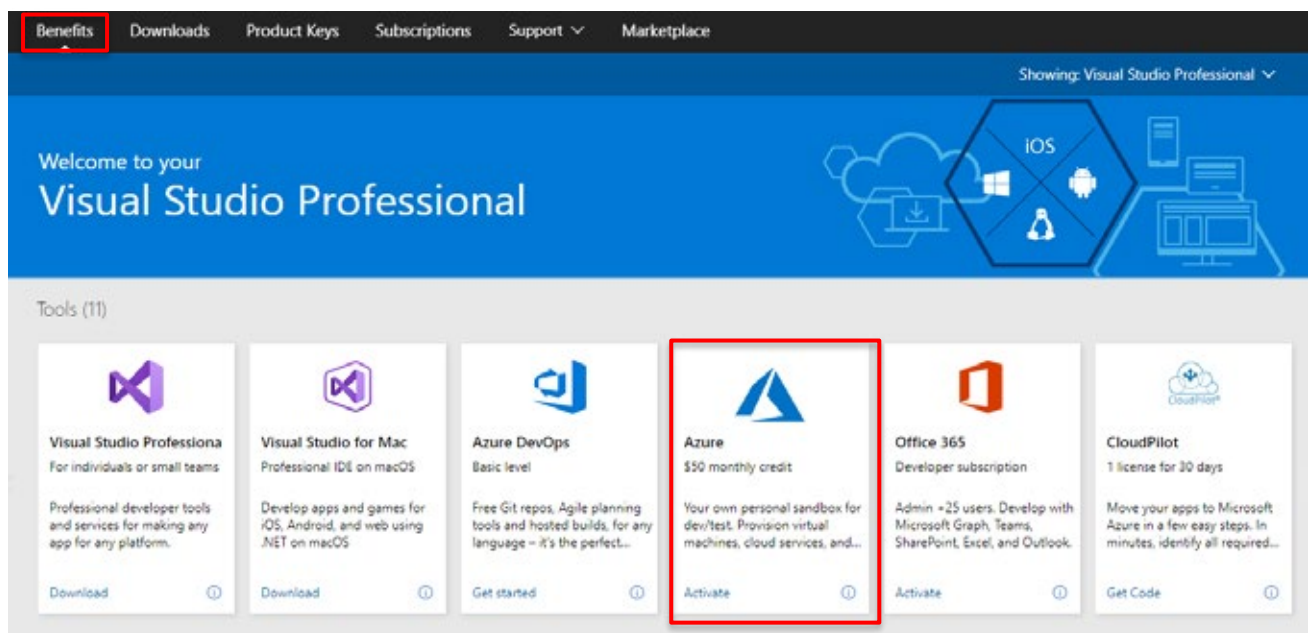 Benefits Downloads Product Keys Subscriptions Support Marketplace
Showing: Visual Studio Professional
Welcome to your
Visual Studio Professional
iOS
Tools (11)
CloudPilot
Visual Studio Professiona
For individuals or small teams
Professional developer tools
and services for making any
app for any platform.
Download
Visual Studio for Mac
Professional IDE on macOS
Develop apps and games for
iOS, Android, and web using
.NET on macOS
Download
Azure DevOps
Basic level
Free Git repos, Agile planning
tools and hosted builds, for any
language – it's the perfect...
Get started
Azure
$50 monthly credit
Your own personal sandbox for
dev/test. Provision virtual
machines, cloud services, and...
Activate
Office 365
Developer subscription
Admin +25 users. Develop with
Microsoft Graph, Teams,
SharePoint, Excel, and Outlook.
Activate
CloudPilot
1 license for 30 days
Move your apps to Microsoft
Azure in a few easy steps. In
minutes, identify all required...
Get Code